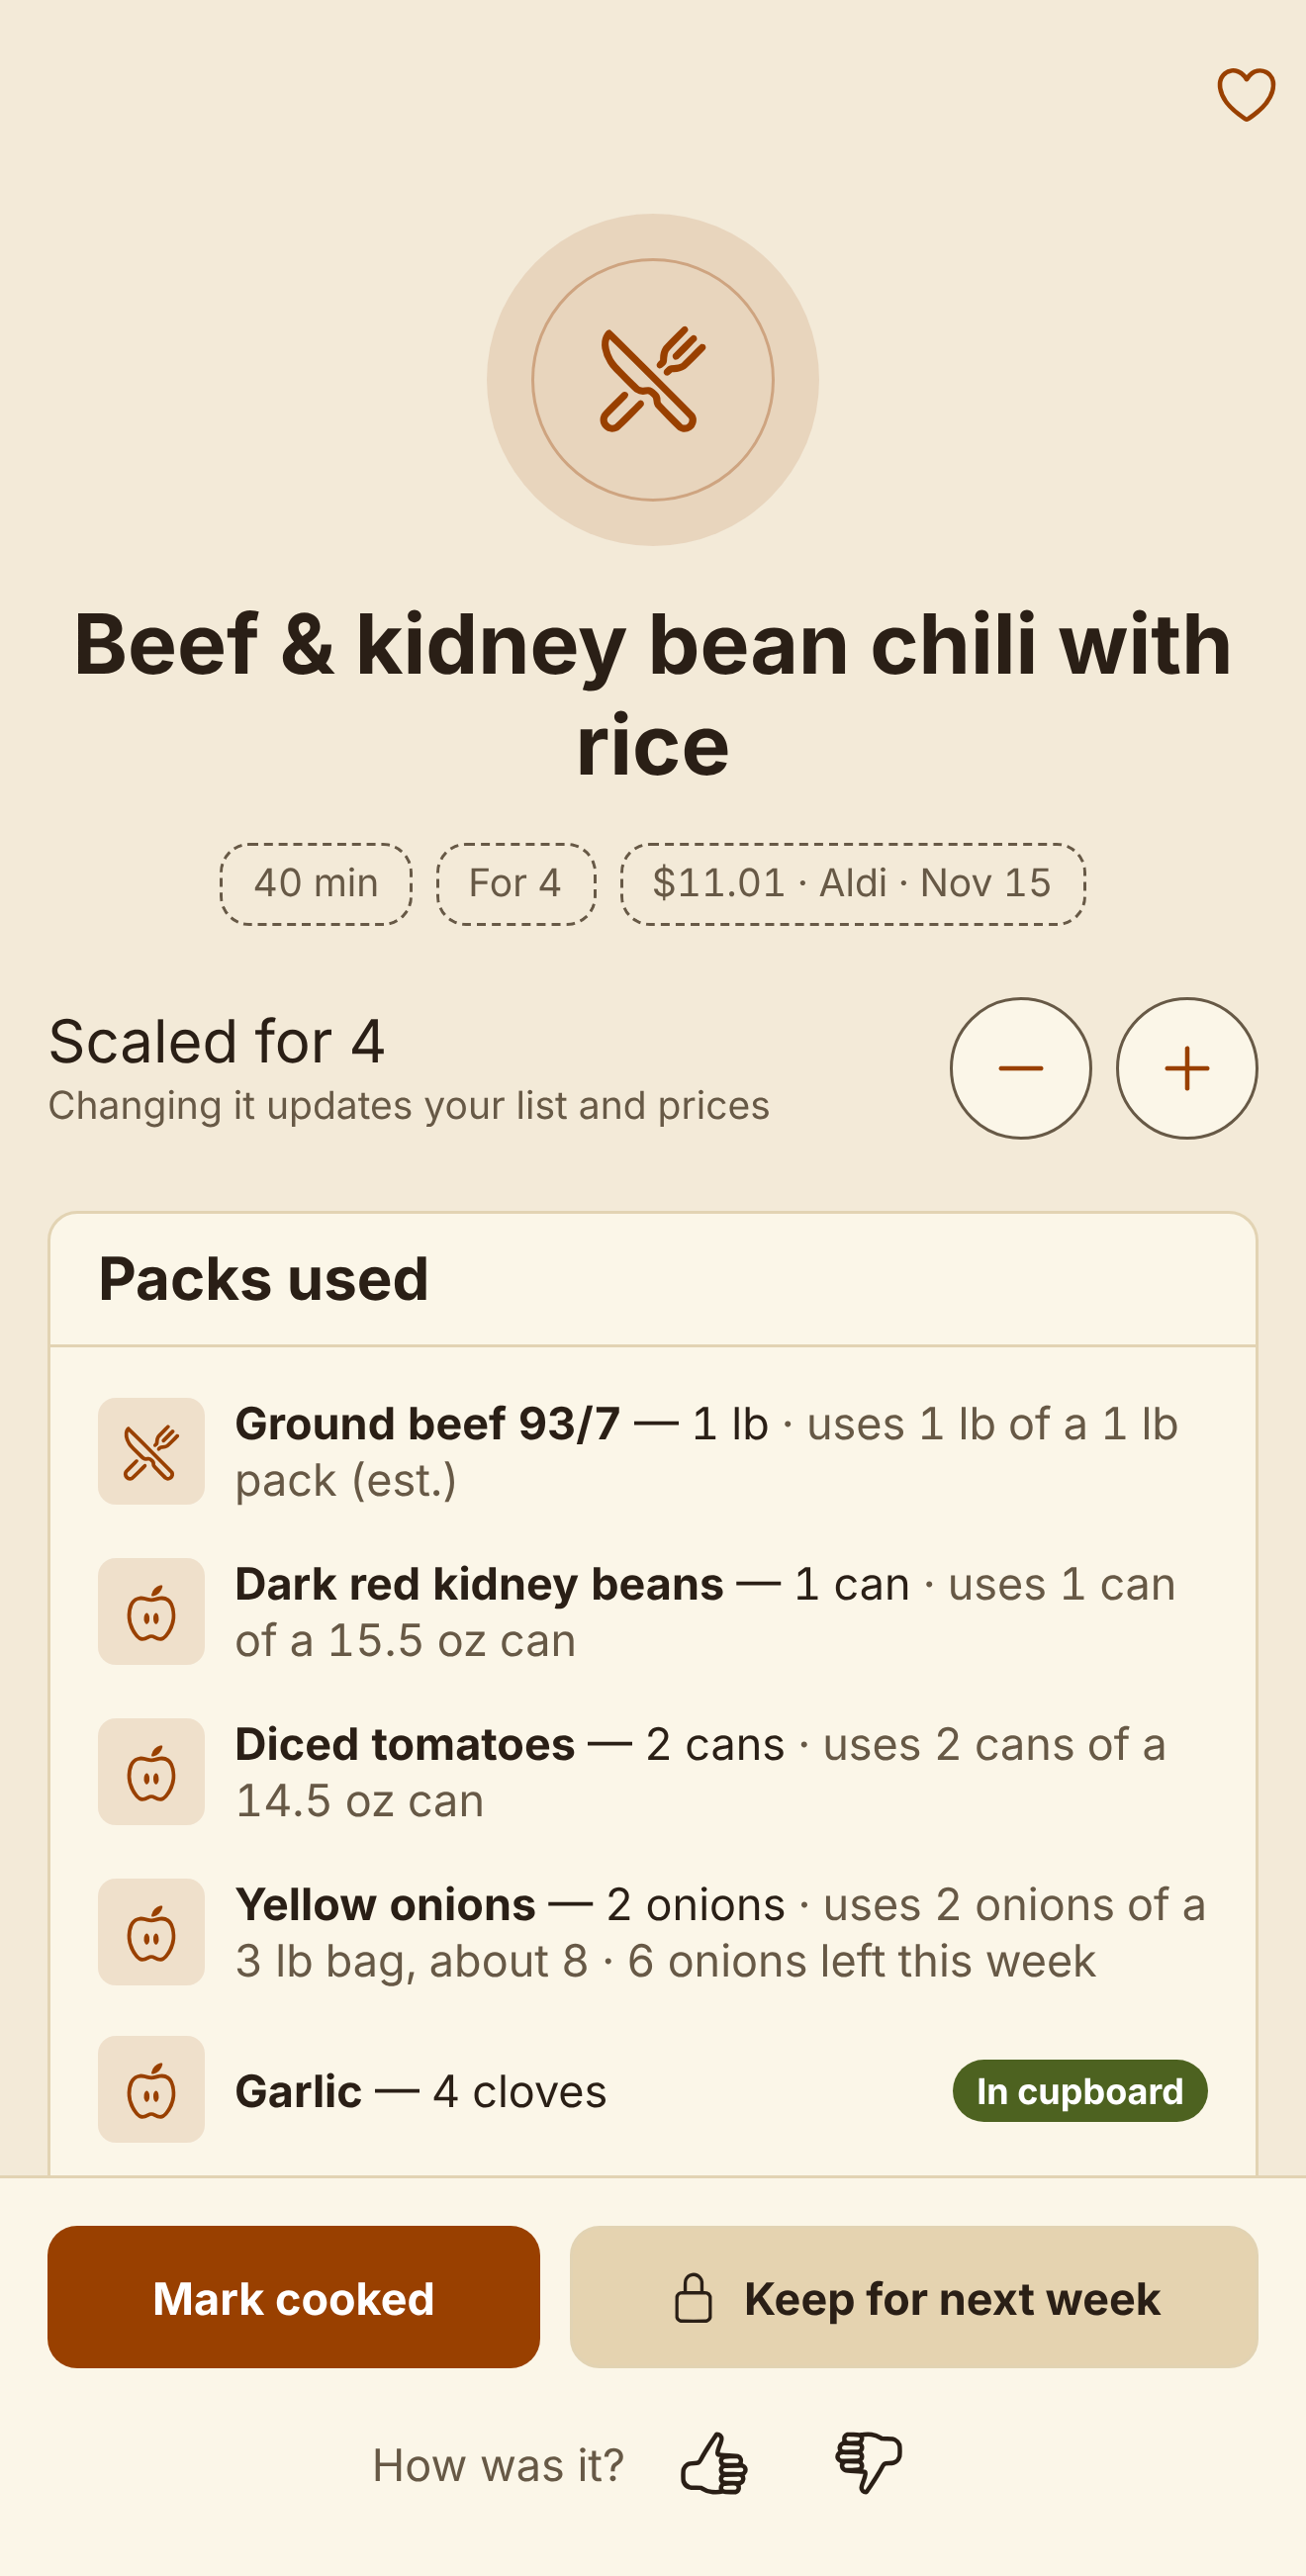 Beef & kidney bean chili with
rice
40 min
For 4
$11.01 · Aldi · Nov 15
Scaled for 4
Changing it updates your list and prices
Packs used
Ground beef 93/7 — 1 lb · uses 1 lb of a 1 lb
pack (est.)
Dark red kidney beans — 1 can · uses 1 can
of a 15.5 oz can
Diced tomatoes — 2 cans · uses 2 cans of a
14.5 oz can
Yellow onions — 2 onions · uses 2 onions of a
3 lb bag, about 8 · 6 onions left this week
Garlic — 4 cloves
In cupboard
Mark cooked
Keep for next week
How was it?